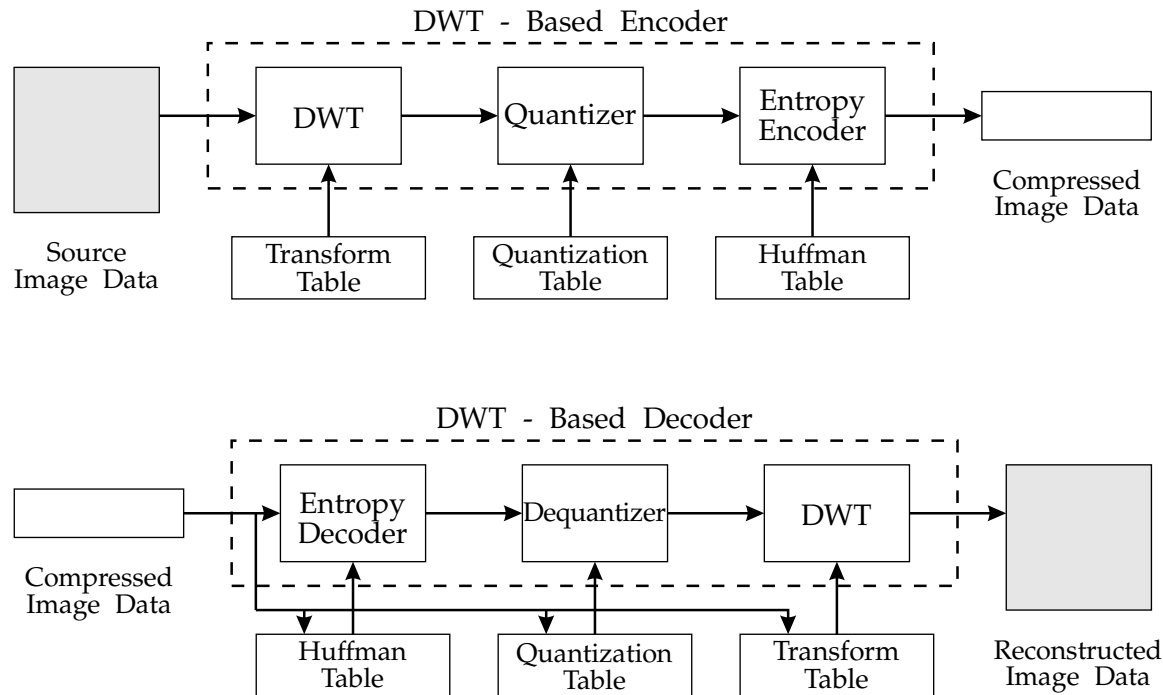 DWT - Based Encoder
DWT
Quantizer
Entropy
Encoder
Source
Image Data
Transform
Table
Quantization
Table
Huffman
Table
Compressed
Image Data
DWT - Based Decoder
Entropy
Decoder
Dequantizer
DWT
Compressed
Image Data
Huffman
Table
Quantization
Table
Transform
Table
Reconstructed
Image Data